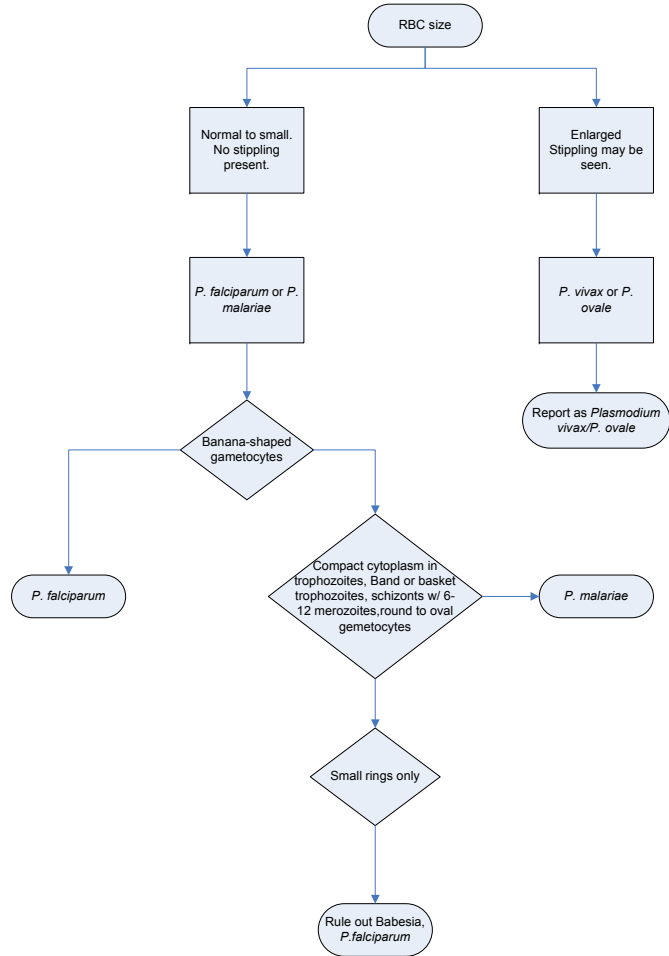 RBC size
Normal to small.
No stippling
present.
Enlarged
Stippling may be
seen.
P. falciparum or P.
malariae
P. vivax or P.
ovale
Report as Plasmodium
vivax/P. ovale
Banana-shaped
gametocytes
P. falciparum
Compact cytoplasm in
trophozoites, Band or basket
trophozoites, schizonts w/ 6-
12 merozoites,round to oval
gemetocytes
P. malariae
Small rings only
Rule out Babesia,
P.falciparum